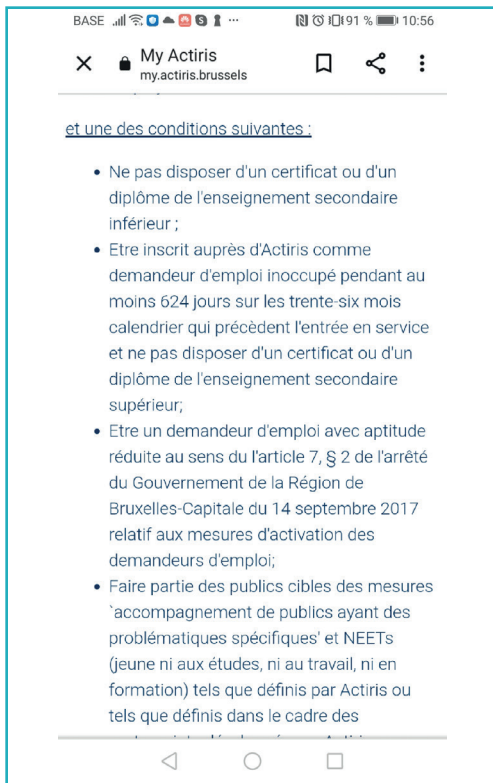 BASE 91 % 10:56
My Actiris
my.actiris.brussels
et une des conditions suivantes :
• Ne pas disposer d'un certificat ou d'un
diplôme de l'enseignement secondaire
inférieur ;
• Etre inscrit auprès d'Actiris comme
demandeur d'emploi inoccupé pendant au
moins 624 jours sur les trente-six mois
calendrier qui précèdent l'entrée en service
et ne pas disposer d'un certificat ou d'un
diplôme de l'enseignement secondaire
supérieur;
• Etre un demandeur d'emploi avec aptitude
réduite au sens du l'article 7, § 2 de l'arrêté
du Gouvernement de la Région de
Bruxelles-Capitale du 14 septembre 2017
relatif aux mesures d'activation des
demandeurs d'emploi;
• Faire partie des publics cibles des mesures
`accompagnement de publics ayant des
problématiques spécifiques' et NEETs
(jeune ni aux études, ni au travail, ni en
formation) tels que définis par Actiris ou
tels que définis dans le cadre des